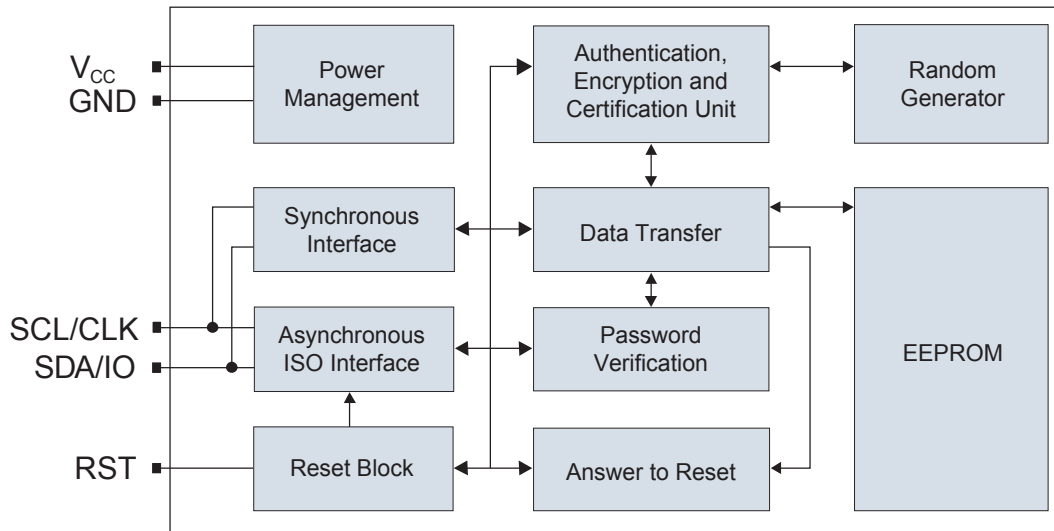 V_CC
GND
Power
Management
Authentication,
Encryption and
Certification Unit
Random
Generator
Synchronous
Interface
Data Transfer
SCL/CLK
SDA/IO
Asynchronous
ISO Interface
Password
Verification
EEPROM
RST
Reset Block
Answer to Reset